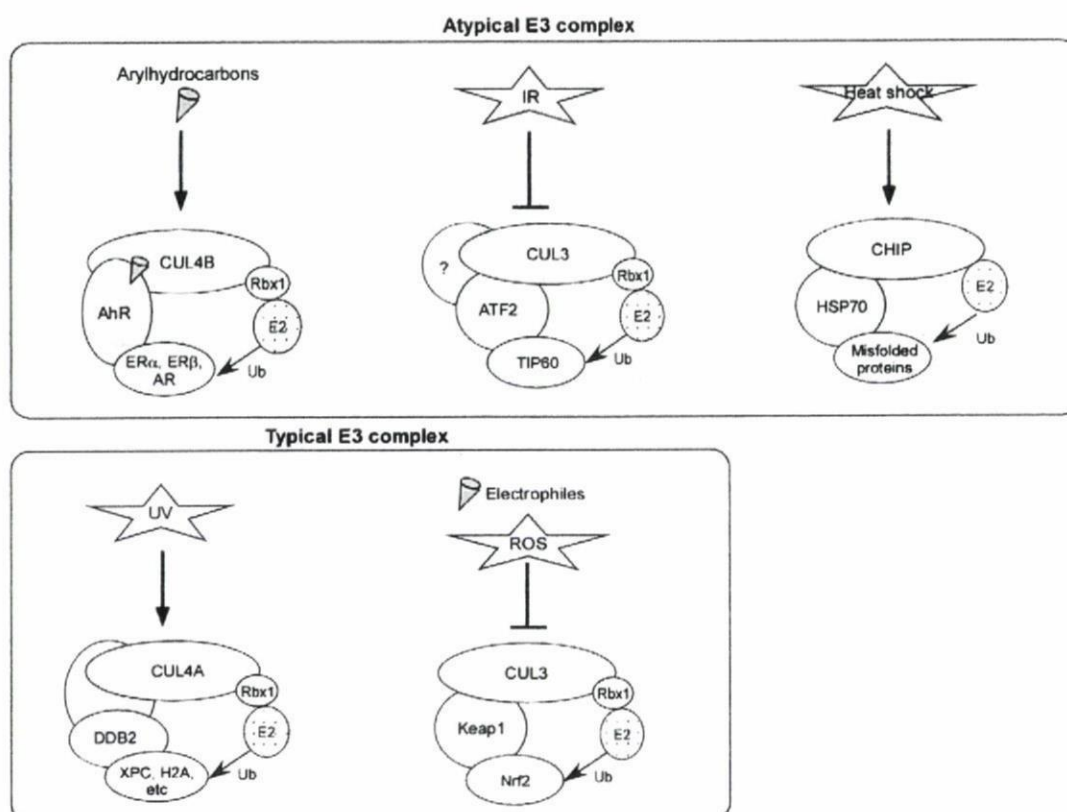 Atypical E3 complex
Arylhydrocarbons
CUL4B
Rbx1
AhR
E2
ERα, ERβ,
AR
Ub
IR
?
CUL3
Rbx1
ATF2
E2
TIP60
Ub
Heat shock
CHIP
E2
HSP70
Misfolded
proteins
Ub
Typical E3 complex
UV
CUL4A
Rbx1
DDB2
E2
XPC, H2A,
etc
Ub
Electrophiles
ROS
CUL3
Rbx1
Keap1
E2
Nrf2
Ub